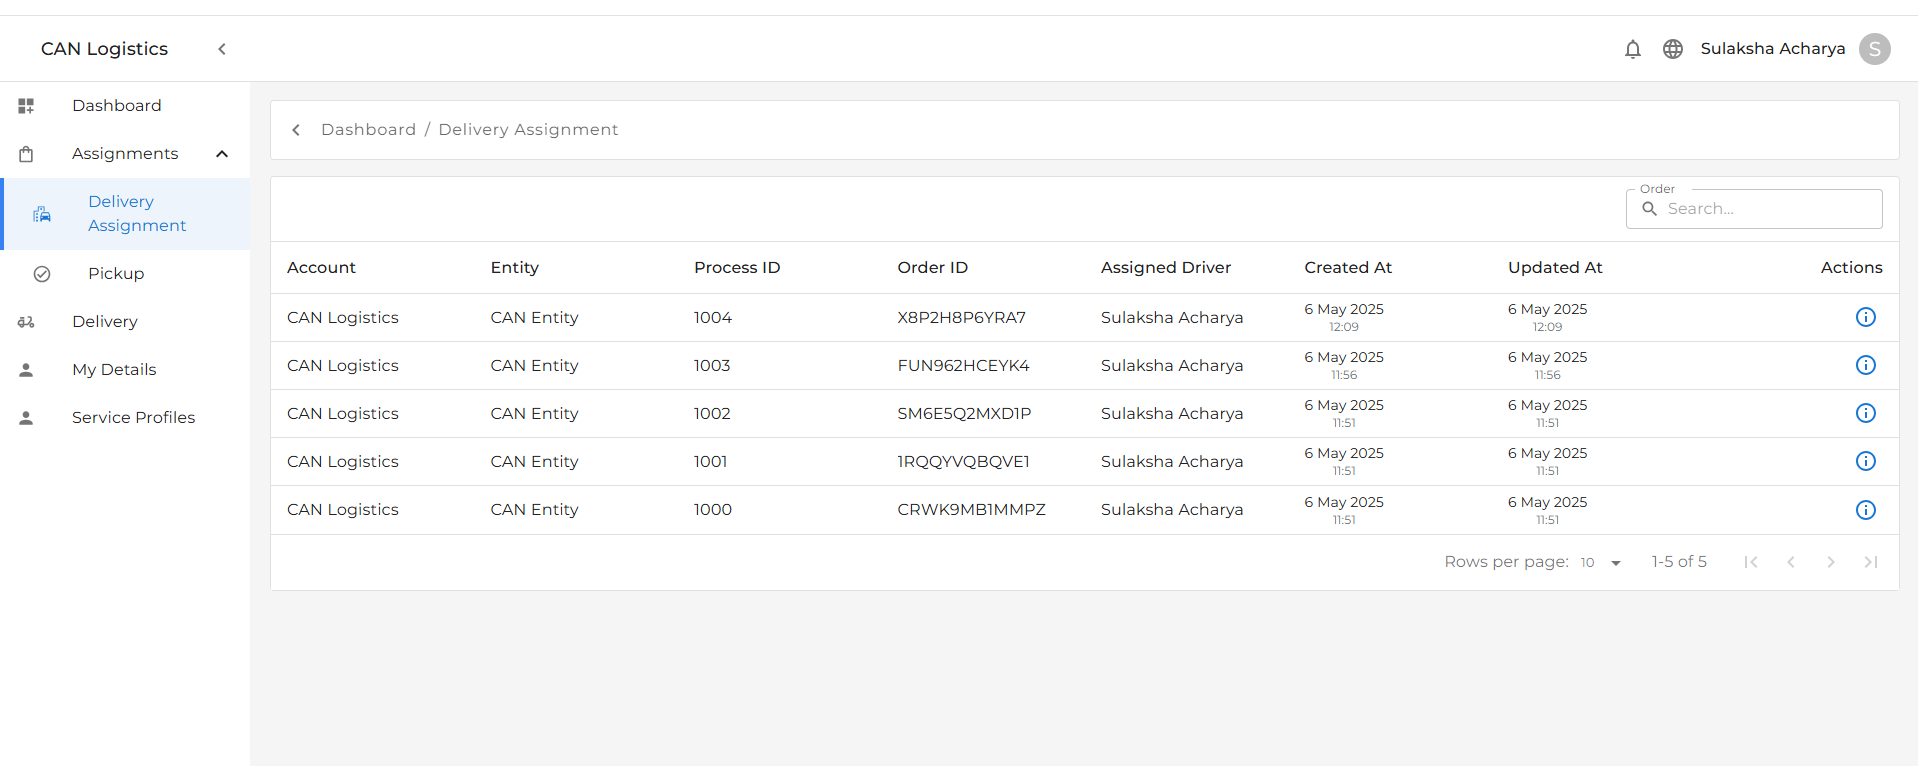 CAN Logistics
Sulaksha Acharya
S
Dashboard
Assignments
Delivery
Assignment
Pickup
Delivery
My Details
Service Profiles
Dashboard / Delivery Assignment
Order
Search...
Account Entity Process ID Order ID Assigned Driver Created At Updated At Actions
CAN Logistics CAN Entity 1004 X8P2H8P6YRA7 Sulaksha Acharya 6 May 2025 12:09 6 May 2025 12:09
CAN Logistics CAN Entity 1003 FUN962HCEYK4 Sulaksha Acharya 6 May 2025 11:56 6 May 2025 11:56
CAN Logistics CAN Entity 1002 SM6E5Q2MXD1P Sulaksha Acharya 6 May 2025 11:51 6 May 2025 11:51
CAN Logistics CAN Entity 1001 1RQQYVQBQVE1 Sulaksha Acharya 6 May 2025 11:51 6 May 2025 11:51
CAN Logistics CAN Entity 1000 CRWK9MB1MMPZ Sulaksha Acharya 6 May 2025 11:51 6 May 2025 11:51
Rows per page: 10 1-5 of 5